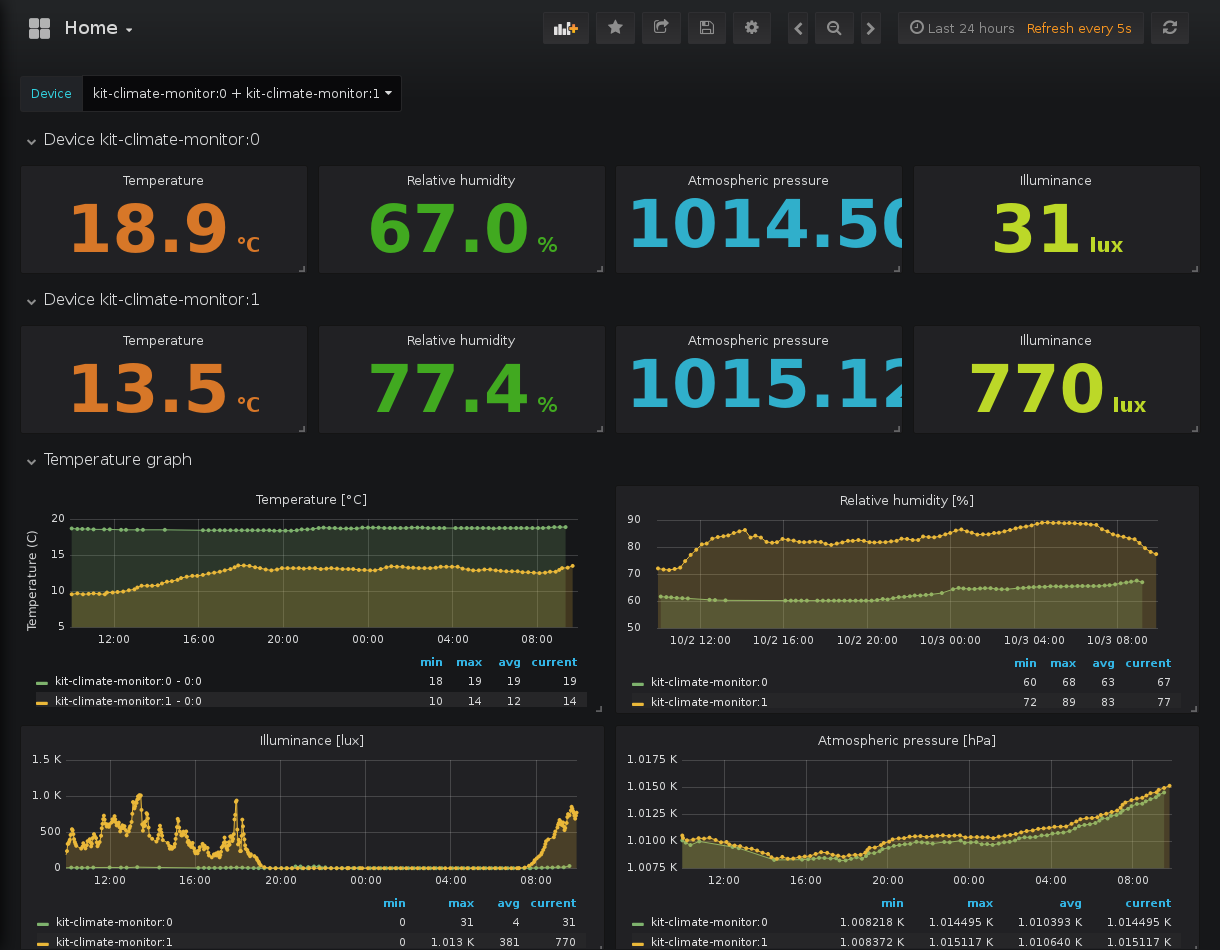 Home
Last 24 hours Refresh every 5s
Device kit-climate-monitor:0 + kit-climate-monitor:1
Device kit-climate-monitor:0
Temperature Relative humidity Atmospheric pressure Illuminance
18.9 °C 67.0 % 1014.50 31 lux
Device kit-climate-monitor:1
Temperature Relative humidity Atmospheric pressure Illuminance
13.5 °C 77.4 % 1015.12 770 lux
Temperature graph
Temperature [°C]
Temperature (C)
20
15
10
5
12:00 16:00 20:00 00:00 04:00 08:00
min max avg current
kit-climate-monitor:0 - 0:0 18 19 19 19
kit-climate-monitor:1 - 0:0 10 14 12 14
Relative humidity [%]
90
80
70
60
50
10/2 12:00 10/2 16:00 10/2 20:00 10/3 00:00 10/3 04:00 10/3 08:00
min max avg current
kit-climate-monitor:0 60 68 63 67
kit-climate-monitor:1 72 89 83 77
Illuminance [lux]
1.5 K
1.0 K
500
0
12:00 16:00 20:00 00:00 04:00 08:00
min max avg current
kit-climate-monitor:0 0 31 4 31
kit-climate-monitor:1 0 1.013 K 381 770
Atmospheric pressure [hPa]
1.0175 K
1.0150 K
1.0125 K
1.0100 K
1.0075 K
12:00 16:00 20:00 00:00 04:00 08:00
min max avg current
kit-climate-monitor:0 1.008218 K 1.014495 K 1.010393 K 1.014495 K
kit-climate-monitor:1 1.008372 K 1.015117 K 1.010640 K 1.015117 K